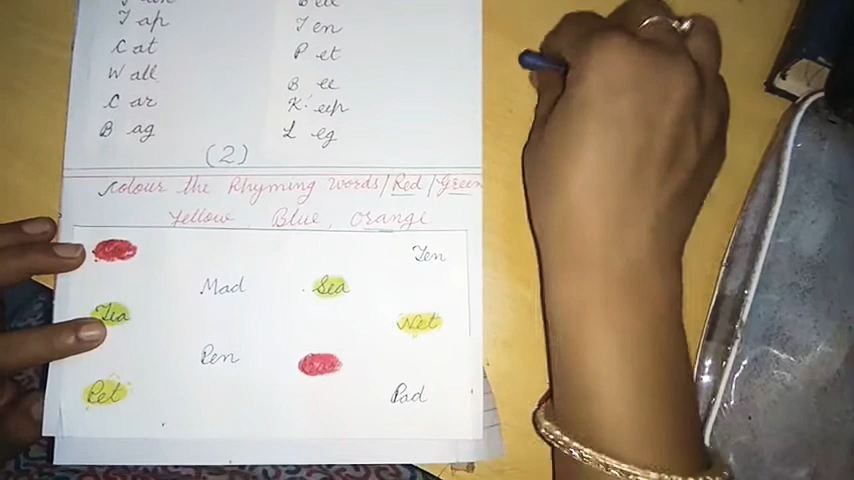 Tap
Ten
Cat
Pet
Wall
Bee
Car
Keep
Bag
Leg
(2)
Colour the Rhyming words/Red/Green
Yellow, Blue, orange
Ten
Mad
Sea
Tea
Net
Pen
Pet
Pad